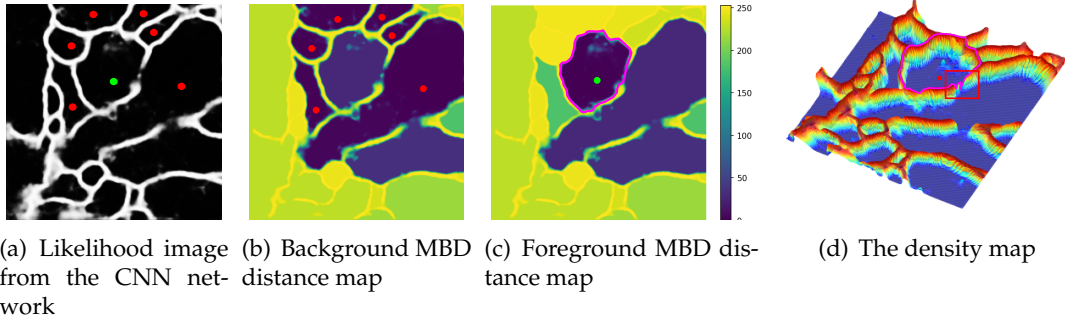 250
200
150
100
50
0
(a) Likelihood image
from the CNN net-
work
(b) Background MBD
distance map
(c) Foreground MBD dis-
tance map
(d) The density map